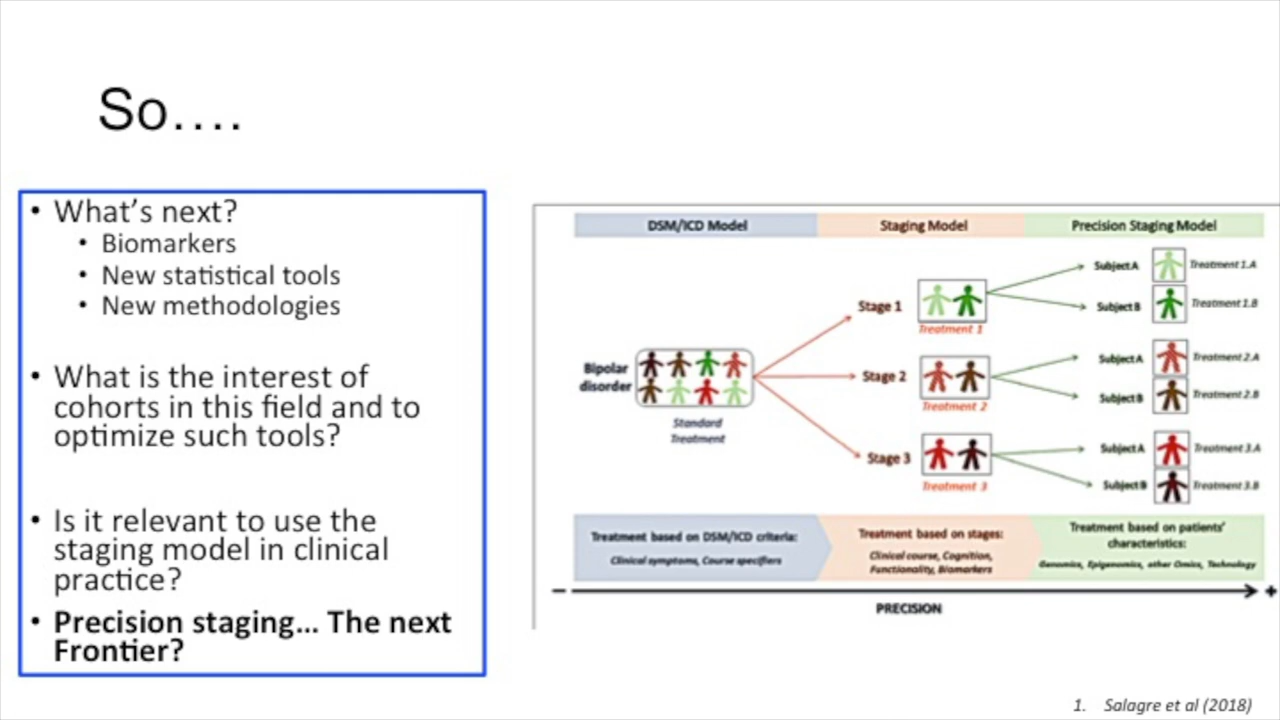 So….
• What's next?
• Biomarkers
• New statistical tools
• New methodologies
• What is the interest of
cohorts in this field and to
optimize such tools?
• Is it relevant to use the
staging model in clinical
practice?
• Precision staging… The next
Frontier?
DSM/ICD Model
Staging Model
Precision Staging Model
Bipolar
disorder
Standard
Treatment
Stage 1
Treatment 1
Stage 2
Treatment 2
Stage 3
Treatment 3
Subject A
Treatment 1.A
Subject B
Treatment 1.B
Subject A
Treatment 2.A
Subject B
Treatment 2.B
Subject A
Treatment 3.A
Subject B
Treatment 3.B
Treatment based on DSM/ICD criteria:
Clinical symptoms, Course specifiers
Treatment based on stages:
Clinical course, Cognition,
Functionality, Biomarkers
Treatment based on patients'
characteristics:
Genomics, Epigenomics, other Omics, Technology
− +
PRECISION
1. Salagre et al (2018)